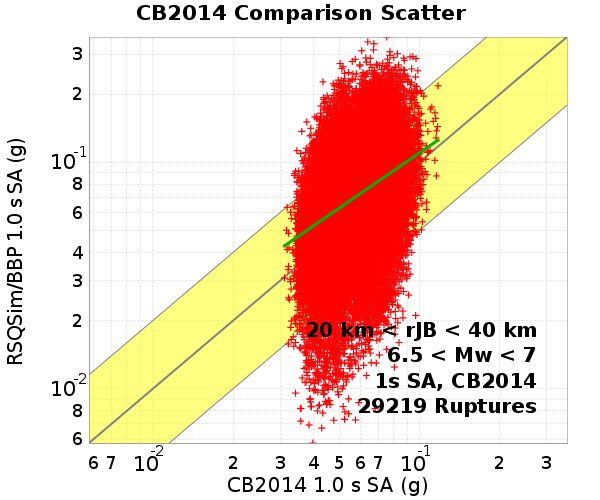 CB2014 Comparison Scatter
RSQSim/BBP 1.0 s SA (g)
3
2
10-1
8
6
4
3
2
10-2
8
6
20 km < rJB < 40 km
6.5 < Mw < 7
1s SA, CB2014
29219 Ruptures
6 7 10-2 2 3 4 5 6 7 10-1 2 3
CB2014 1.0 s SA (g)